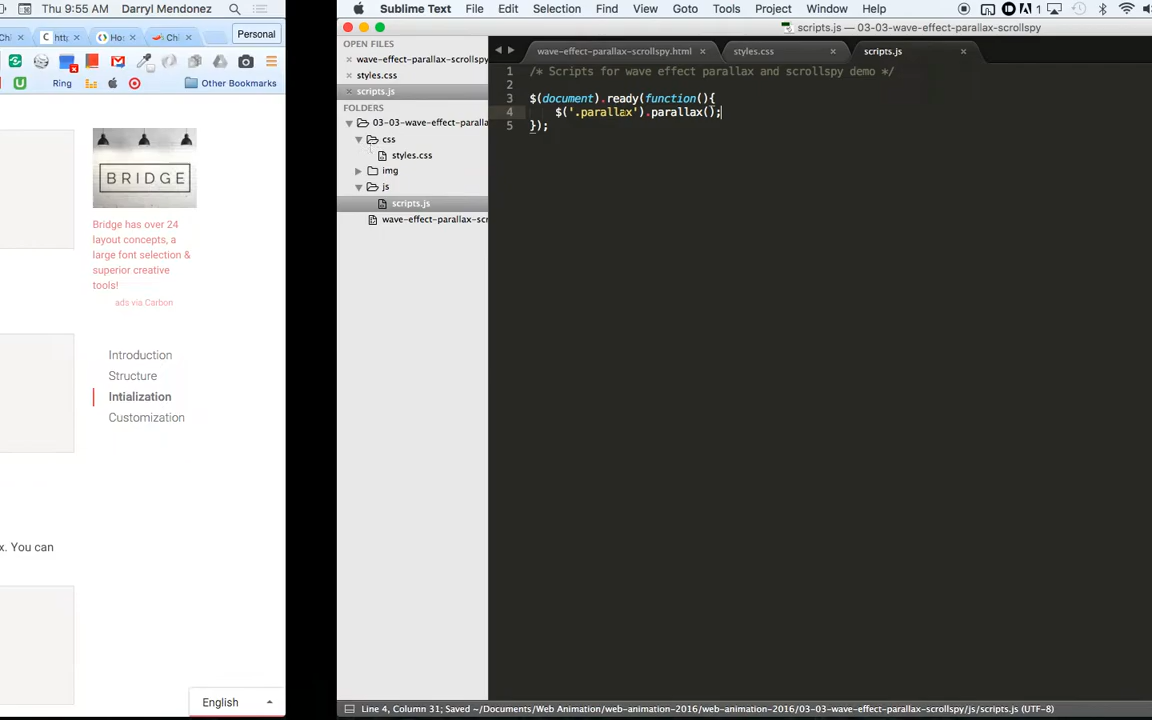 Thu 9:55 AM Darryl Mendonez
Personal
Ring
Other Bookmarks
BRIDGE
Bridge has over 24
layout concepts, a
large font selection &
superior creative
tools!
ads via Carbon
Introduction
Structure
Intialization
Customization
x. You can
English
Sublime Text File Edit Selection Find View Goto Tools Project Window Help
scripts.js — 03-03-wave-effect-parallax-scrollspy
OPEN FILES
wave-effect-parallax-scrollspy.
styles.css
scripts.js
FOLDERS
03-03-wave-effect-paralla
css
styles.css
img
js
scripts.js
wave-effect-parallax-scr
wave-effect-parallax-scrollspy.html
styles.css
scripts.js
1 /* Scripts for wave effect parallax and scrollspy demo */
2
3 $(document).ready(function(){
4 $('.parallax').parallax();
5 });
Line 4, Column 31; Saved ~/Documents/Web Animation/web-animation-2016/web-animation-2016/03-03-wave-effect-parallax-scrollspy/js/scripts.js (UTF-8)